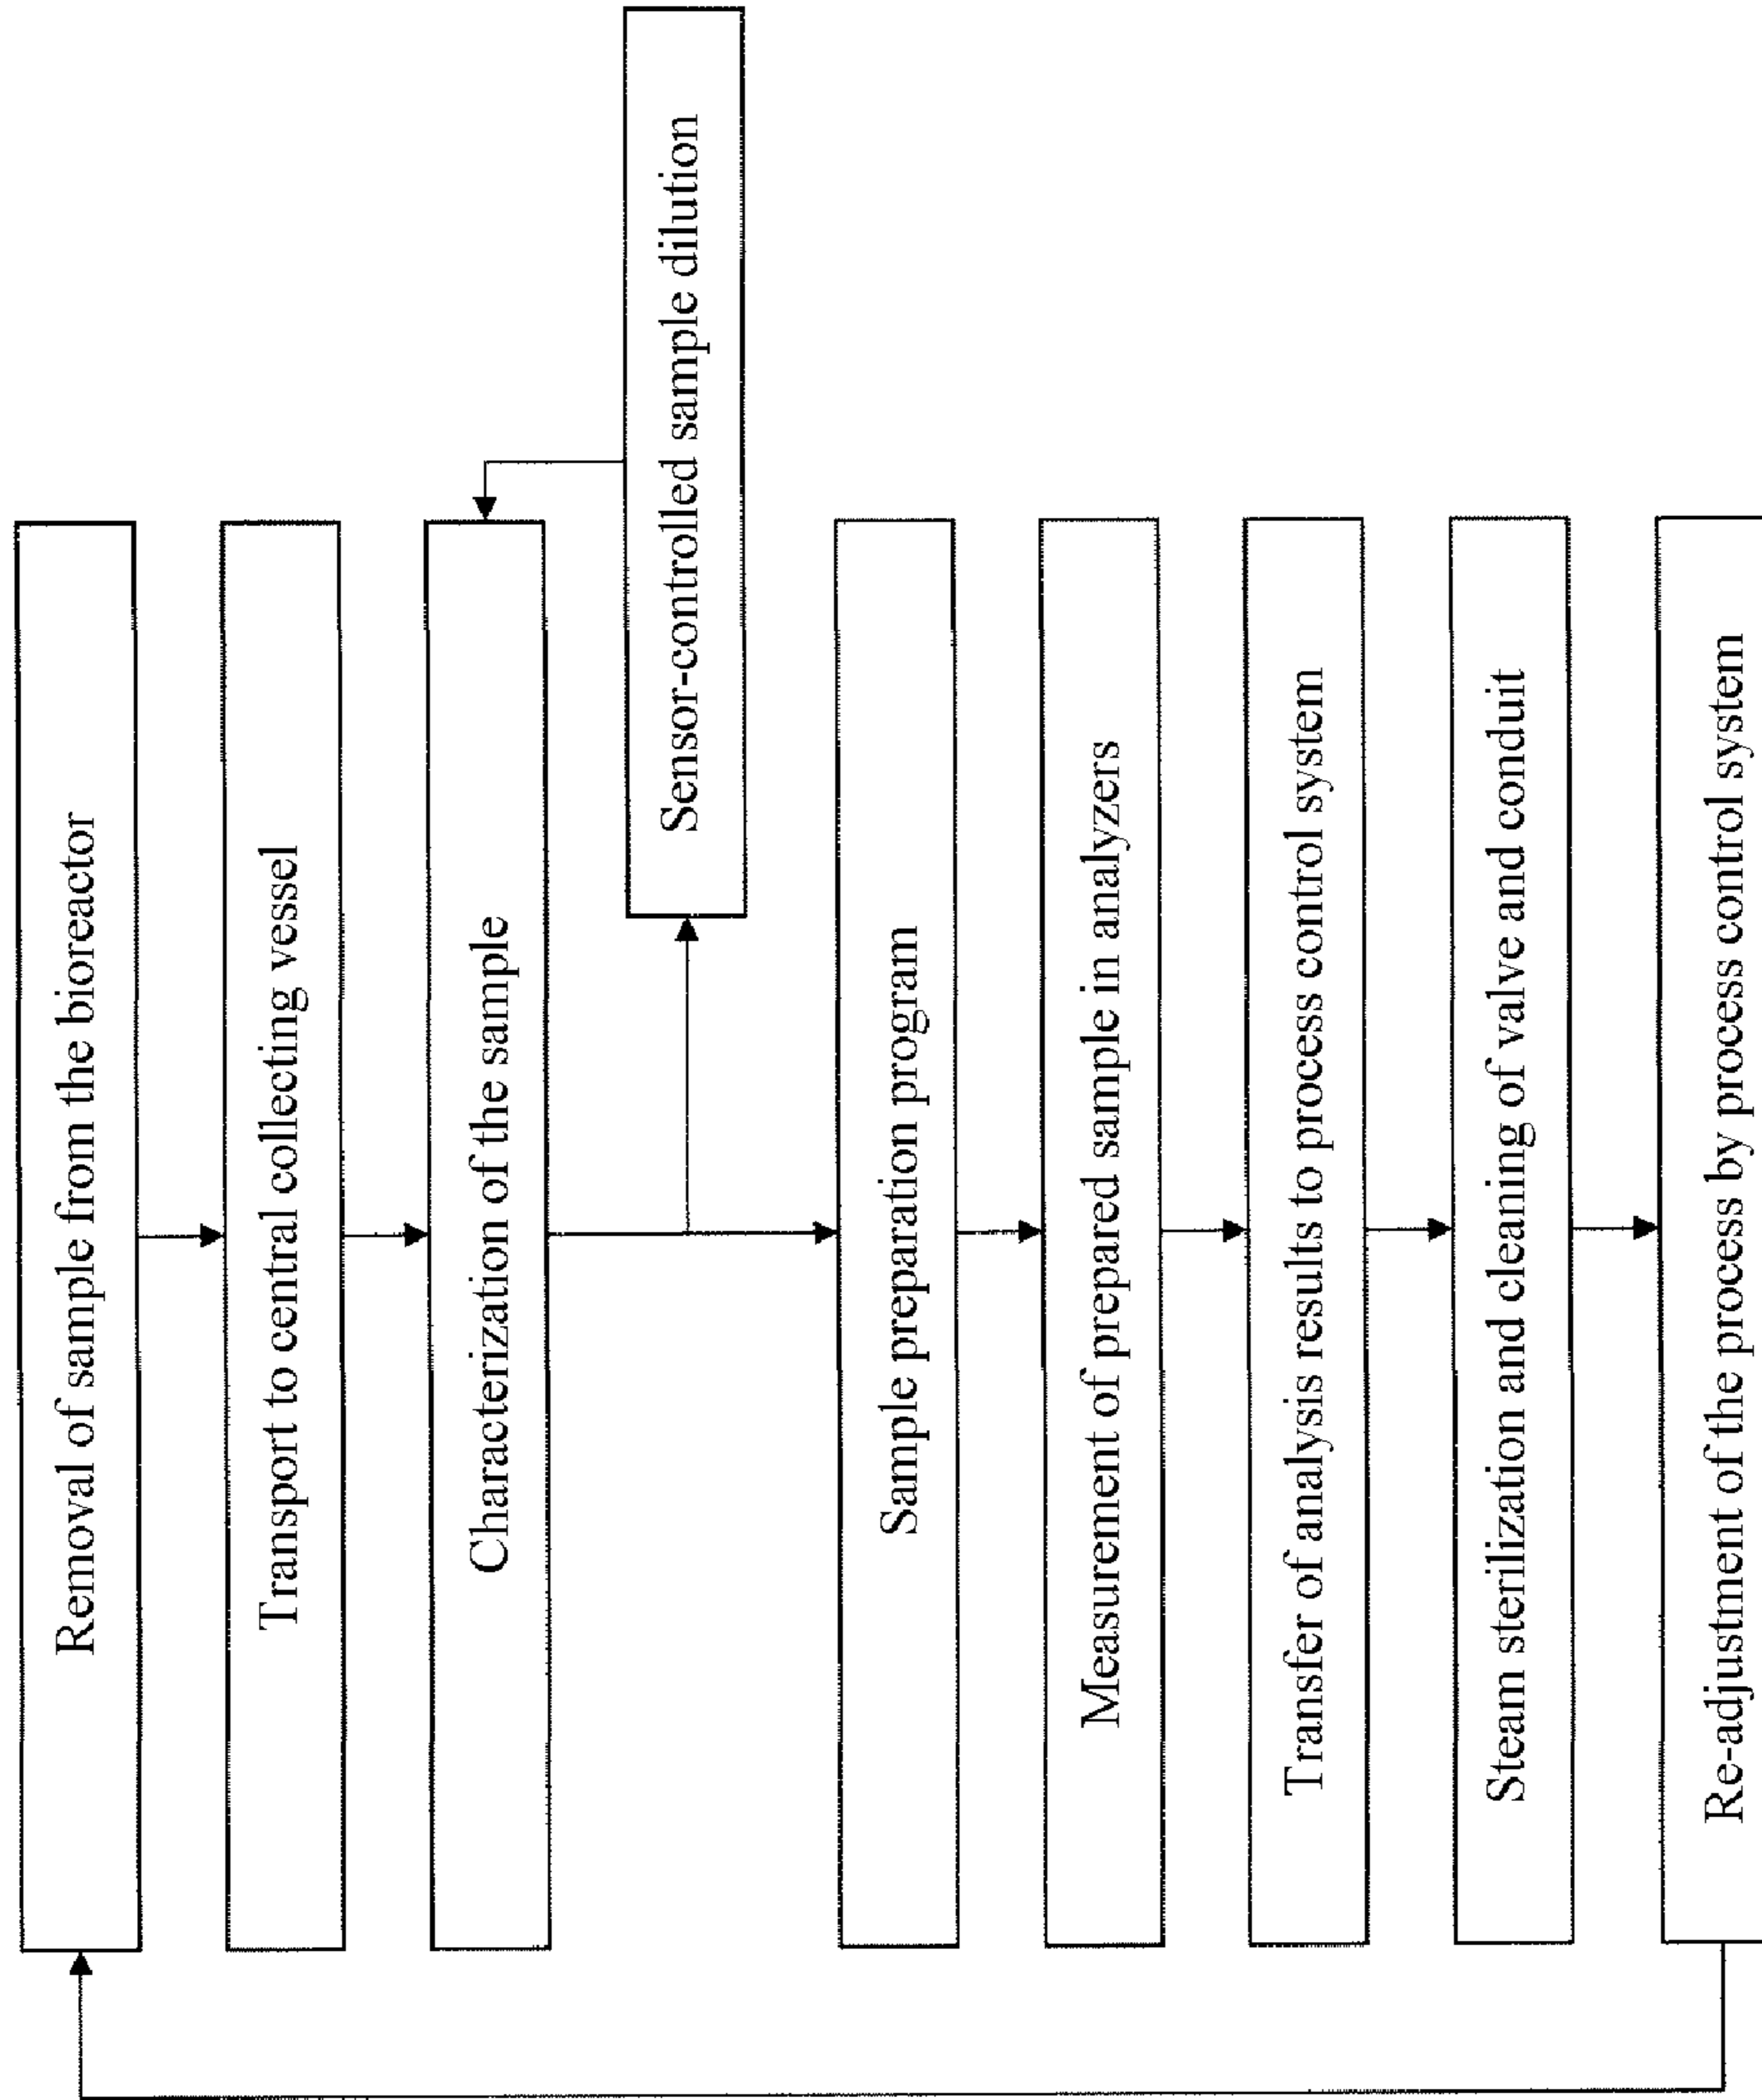 Removal of sample from the bioreactor
Transport to central collecting vessel
Characterization of the sample
Sensor-controlled sample dilution
Sample preparation program
Measurement of prepared sample in analyzers
Transfer of analysis results to process control system
Steam sterilization and cleaning of valve and conduit
Re-adjustment of the process by process control system